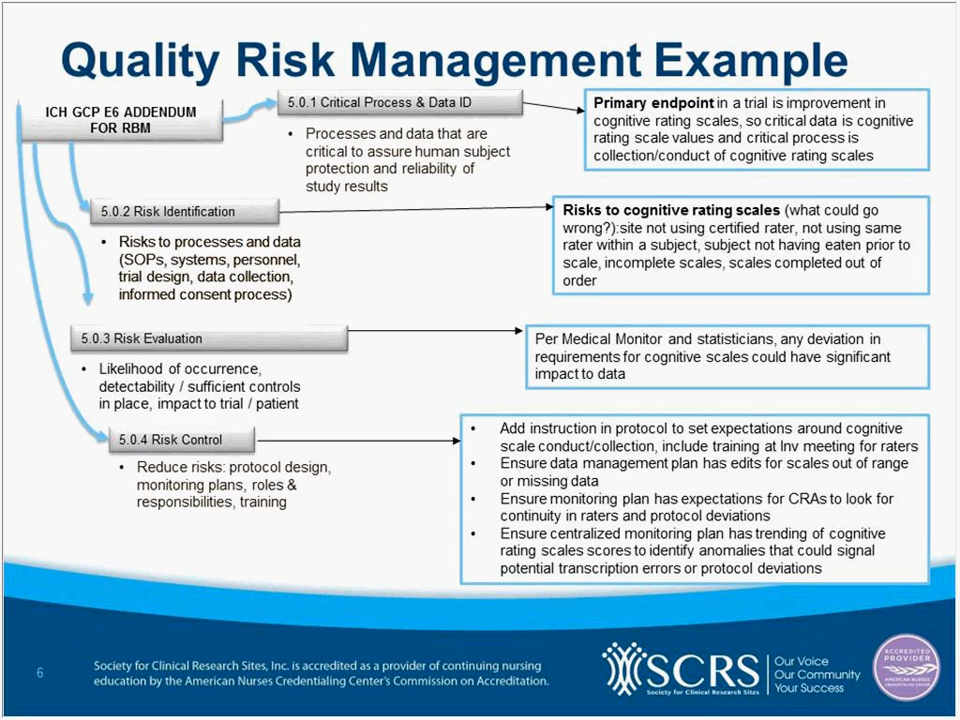 Quality Risk Management Example
ICH GCP E6 ADDENDUM
FOR RBM
5.0.1 Critical Process & Data ID
• Processes and data that are
critical to assure human subject
protection and reliability of
study results
Primary endpoint in a trial is improvement in
cognitive rating scales, so critical data is cognitive
rating scale values and critical process is
collection/conduct of cognitive rating scales
5.0.2 Risk Identification
• Risks to processes and data
(SOPs, systems, personnel,
trial design, data collection,
informed consent process)
Risks to cognitive rating scales (what could go
wrong?):site not using certified rater, not using same
rater within a subject, subject not having eaten prior to
scale, incomplete scales, scales completed out of
order
5.0.3 Risk Evaluation
• Likelihood of occurrence,
detectability / sufficient controls
in place, impact to trial / patient
Per Medical Monitor and statisticians, any deviation in
requirements for cognitive scales could have significant
impact to data
5.0.4 Risk Control
• Reduce risks: protocol design,
monitoring plans, roles &
responsibilities, training
• Add instruction in protocol to set expectations around cognitive
scale conduct/collection, include training at Inv meeting for raters
• Ensure data management plan has edits for scales out of range
or missing data
• Ensure monitoring plan has expectations for CRAs to look for
continuity in raters and protocol deviations
• Ensure centralized monitoring plan has trending of cognitive
rating scales scores to identify anomalies that could signal
potential transcription errors or protocol deviations
6
Society for Clinical Research Sites, Inc. is accredited as a provider of continuing nursing
education by the American Nurses Credentialing Center's Commission on Accreditation.
SCRS
Society for Clinical Research Sites
Our Voice
Our Community
Your Success
ACCREDITED
PROVIDER
AMERICAN NURSES
CREDENTIALING CENTER